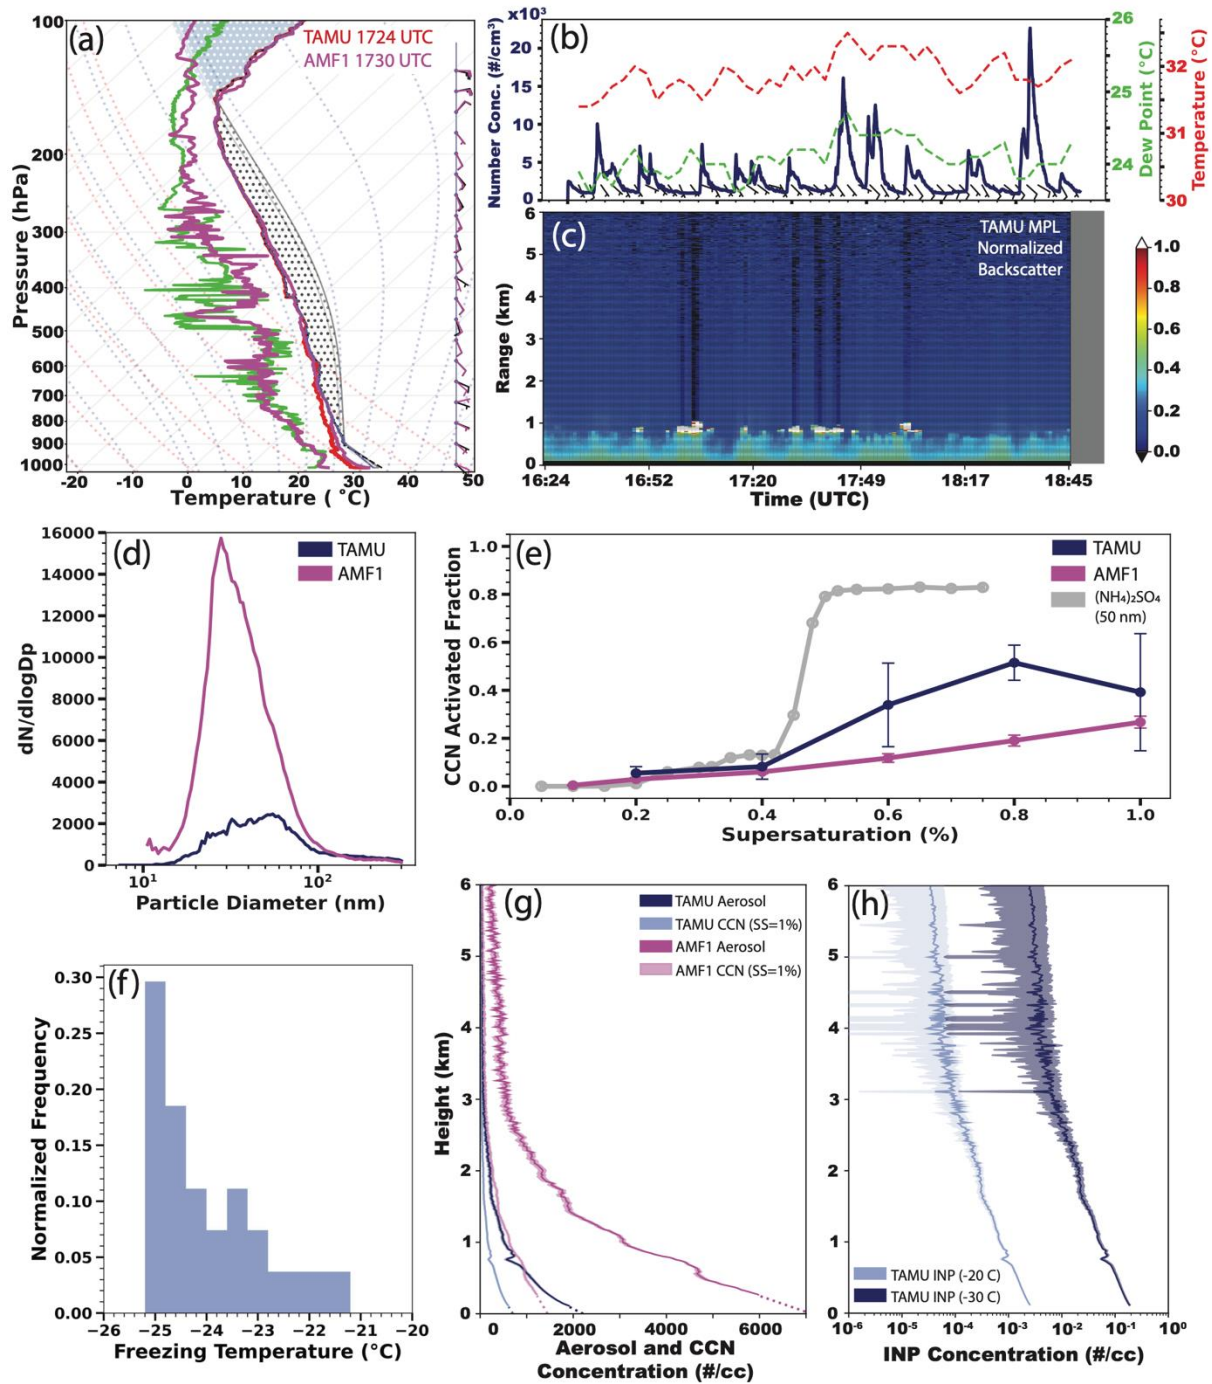 (a)
TAMU 1724 UTC
AMF1 1730 UTC
100
200
300
400
500
600
700
800
900
1000
Pressure (hPa)
-20 -10 0 10 20 30 40 50
Temperature ( °C)
(b)
x10³
20
15
10
5
0
Number Conc. (#/cm³)
26
25
24
Dew Point (°C)
32
31
30
Temperature (°C)
(c)
TAMU MPL
Normalized
Backscatter
6
5
4
3
2
1
0
Range (km)
16:24 16:52 17:20 17:49 18:17 18:45
Time (UTC)
1.0
0.8
0.6
0.4
0.2
0.0
(d)
TAMU
AMF1
16000
14000
12000
10000
8000
6000
4000
2000
0
dN/dlogDp
10¹ 10²
Particle Diameter (nm)
(e)
TAMU
AMF1
(NH₄)₂SO₄
(50 nm)
1.0
0.8
0.6
0.4
0.2
0.0
CCN Activated Fraction
0.0 0.2 0.4 0.6 0.8 1.0
Supersaturation (%)
(f)
0.30
0.25
0.20
0.15
0.10
0.05
0.00
Normalized Frequency
−26 −25 −24 −23 −22 −21 −20
Freezing Temperature (°C)
(g)
TAMU Aerosol
TAMU CCN (SS=1%)
AMF1 Aerosol
AMF1 CCN (SS=1%)
6
5
4
3
2
1
0
Height (km)
0 2000 4000 6000
Aerosol and CCN
Concentration (#/cc)
(h)
TAMU INP (-20 C)
TAMU INP (-30 C)
6
5
4
3
2
1
0
10⁻⁶ 10⁻⁵ 10⁻⁴ 10⁻³ 10⁻² 10⁻¹ 10⁰
INP Concentration (#/cc)